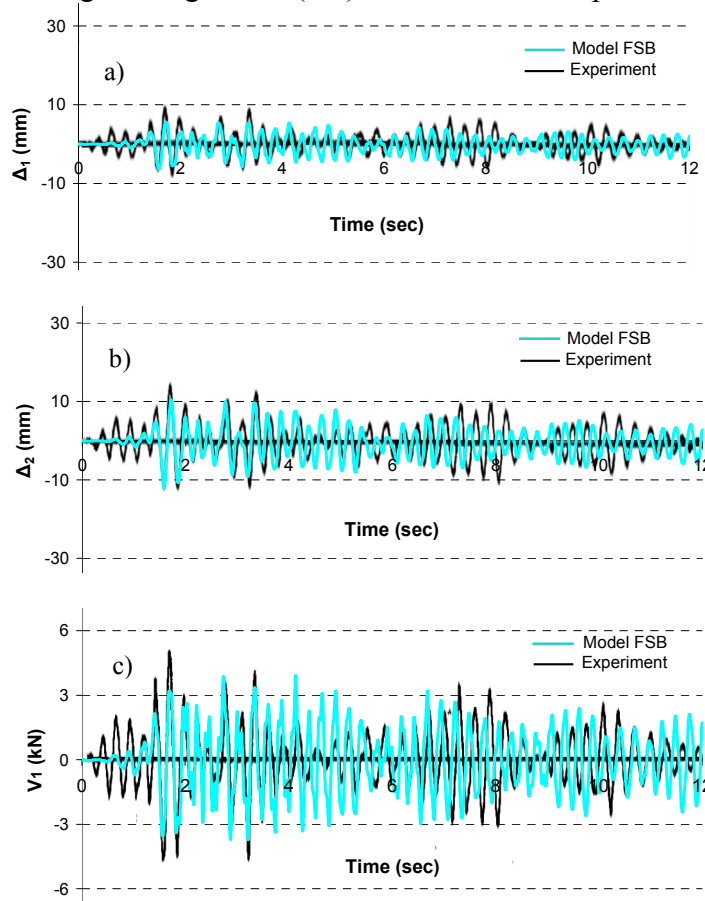 30
Model FSB
Experiment
a)
10
Δ1 (mm)
0
0 2 4 6 8 10 12
-10
Time (sec)
-30
30
Model FSB
Experiment
b)
10
Δ2 (mm)
0
0 2 4 6 8 10 12
-10
Time (sec)
-30
6
Model FSB
Experiment
c)
3
V1 (kN)
0
0 2 4 6 8 10 12
-3
Time (sec)
-6